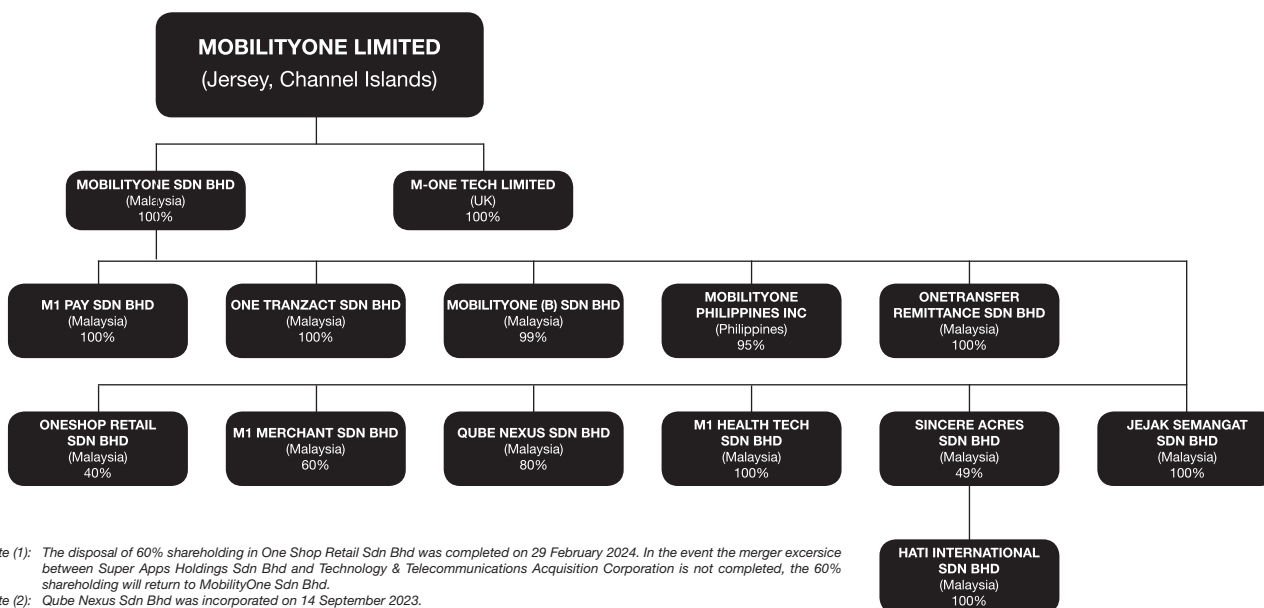 MOBILITYONE LIMITED
(Jersey, Channel Islands)
MOBILITYONE SDN BHD
(Malaysia)
100%
M-ONE TECH LIMITED
(UK)
100%
M1 PAY SDN BHD
(Malaysia)
100%
ONE TRANZACT SDN BHD
(Malaysia)
100%
MOBILITYONE (B) SDN BHD
(Malaysia)
99%
MOBILITYONE
PHILIPPINES INC
(Philippines)
95%
ONETRANSFER
REMITTANCE SDN BHD
(Malaysia)
100%
ONESHOP RETAIL
SDN BHD
(Malaysia)
40%
M1 MERCHANT SDN BHD
(Malaysia)
60%
QUBE NEXUS SDN BHD
(Malaysia)
80%
M1 HEALTH TECH
SDN BHD
(Malaysia)
100%
SINCERE ACRES
SDN BHD
(Malaysia)
49%
JEJAK SEMANGAT
SDN BHD
(Malaysia)
100%
HATI INTERNATIONAL
SDN BHD
(Malaysia)
100%
te (1): The disposal of 60% shareholding in One Shop Retail Sdn Bhd was completed on 29 February 2024. In the event the merger excersice
between Super Apps Holdings Sdn Bhd and Technology & Telecommunications Acquisition Corporation is not completed, the 60%
shareholding will return to MobilityOne Sdn Bhd.
te (2): Qube Nexus Sdn Bhd was incorporated on 14 September 2023.